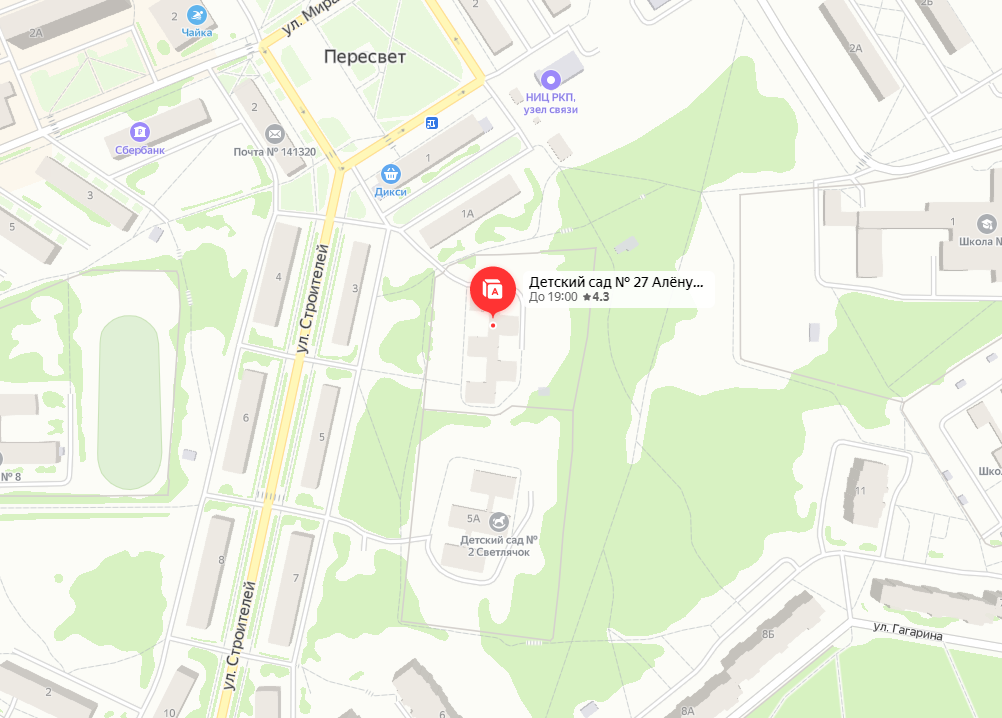 2А
2
Чайка
ул. Мира
2
2Б
2А
Пересвет
НИЦ РКП,
узел связи
2
Сбербанк
Почта № 141320
1
Дикси
3
5
1А
1
Школа №
4
3
ул. Строителей
Детский сад № 27 Алёну...
До 19:00 ★4.3
6
5
№ 8
Шко
11
5А
Детский сад №
2 Светлячок
8
7
ул. Строителей
ул. Гагарина
8Б
2
10
6
8А